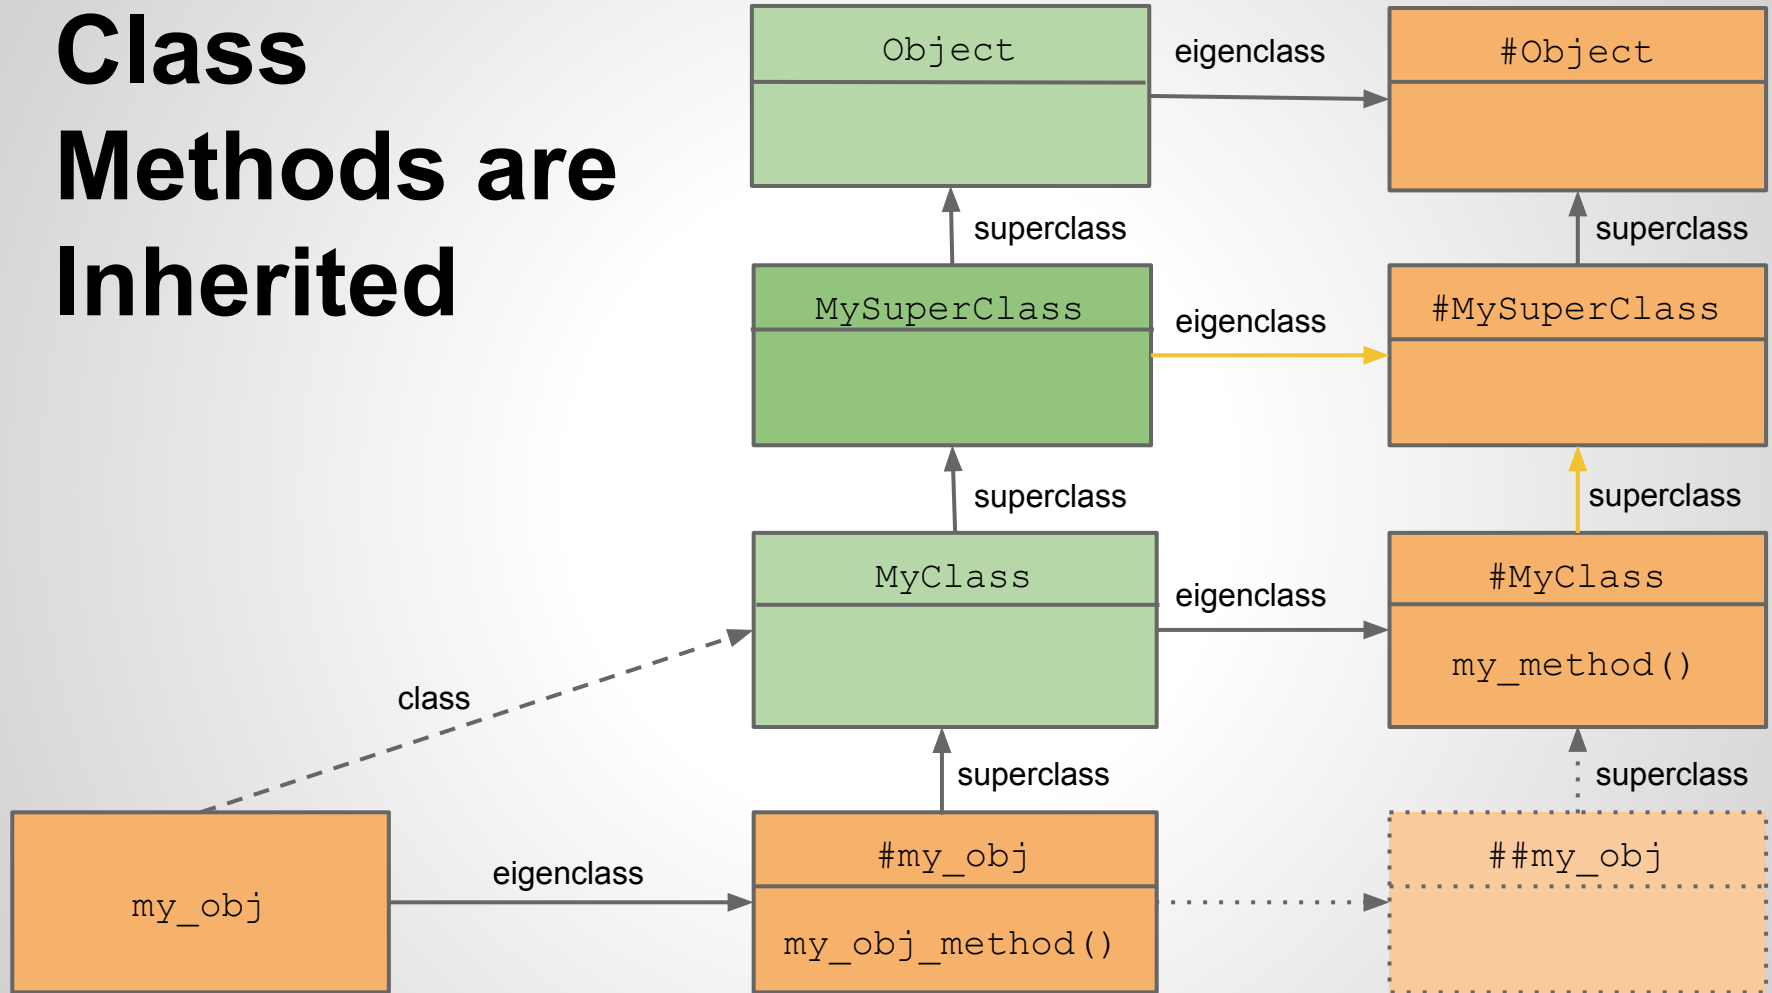 Class
Methods are
Inherited
Object
eigenclass
#Object
superclass
superclass
MySuperClass
eigenclass
#MySuperClass
superclass
superclass
MyClass
eigenclass
#MyClass
my_method()
class
superclass
superclass
my_obj
eigenclass
#my_obj
my_obj_method()
##my_obj